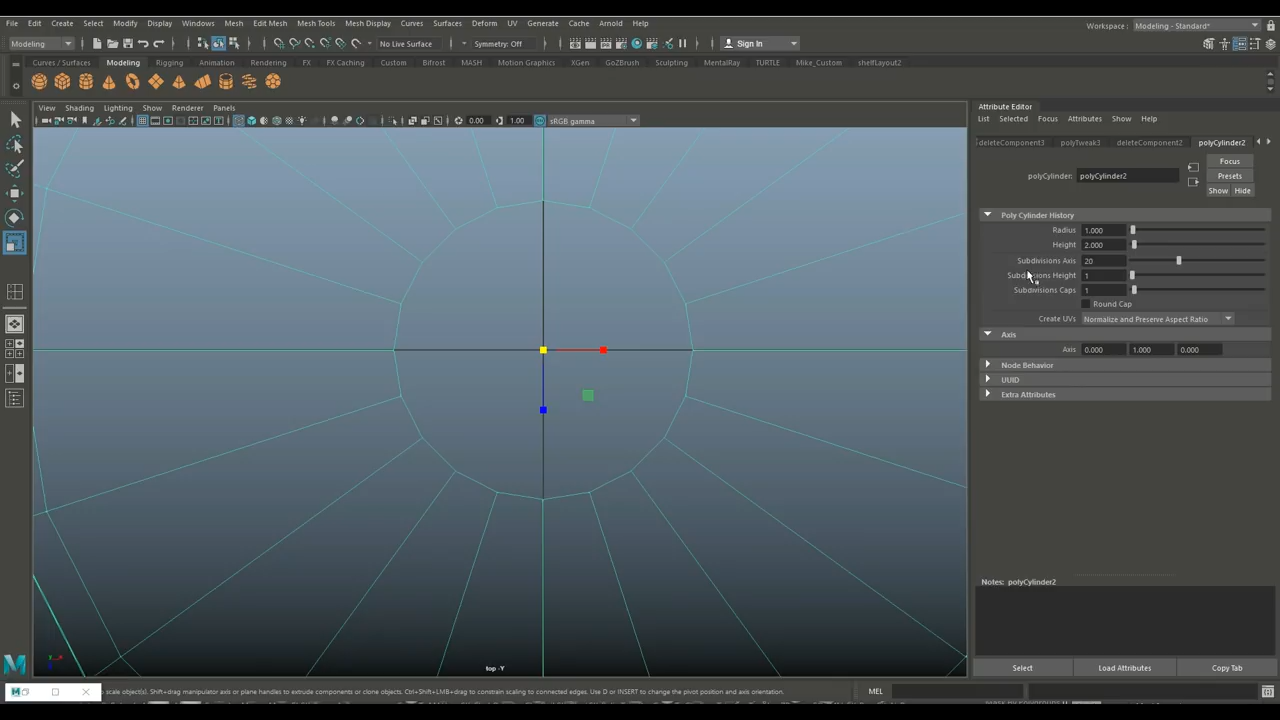 File Edit Create Select Modify Display Windows Mesh Edit Mesh Mesh Tools Mesh Display Curves Surfaces Deform UV Generate Cache Arnold Help
Workspace : Modeling - Standard*
Modeling No Live Surface Symmetry: Off Sign In
Curves / Surfaces Modeling Rigging Animation Rendering FX FX Caching Custom Bifrost MASH Motion Graphics XGen GoZBrush Sculpting MentalRay TURTLE Mike_Custom shelfLayout2
View Shading Lighting Show Renderer Panels
0.00 1.00 sRGB gamma
top -Y
Attribute Editor
List Selected Focus Attributes Show Help
deleteComponent3 polyTweak3 deleteComponent2 polyCylinder2
Focus
polyCylinder: polyCylinder2 Presets
Show Hide
Poly Cylinder History
Radius 1.000
Height 2.000
Subdivisions Axis 20
Subdivisions Height 1
Subdivisions Caps 1
Round Cap
Create UVs Normalize and Preserve Aspect Ratio
Axis
Axis 0.000 1.000 0.000
Node Behavior
UUID
Extra Attributes
Notes: polyCylinder2
Select Load Attributes Copy Tab
scale object(s). Shift+drag manipulator axis or plane handles to extrude components or clone objects. Ctrl+Shift+LMB+drag to constrain scaling to connected edges. Use D or INSERT to change the pivot position and axis orientation.
MEL